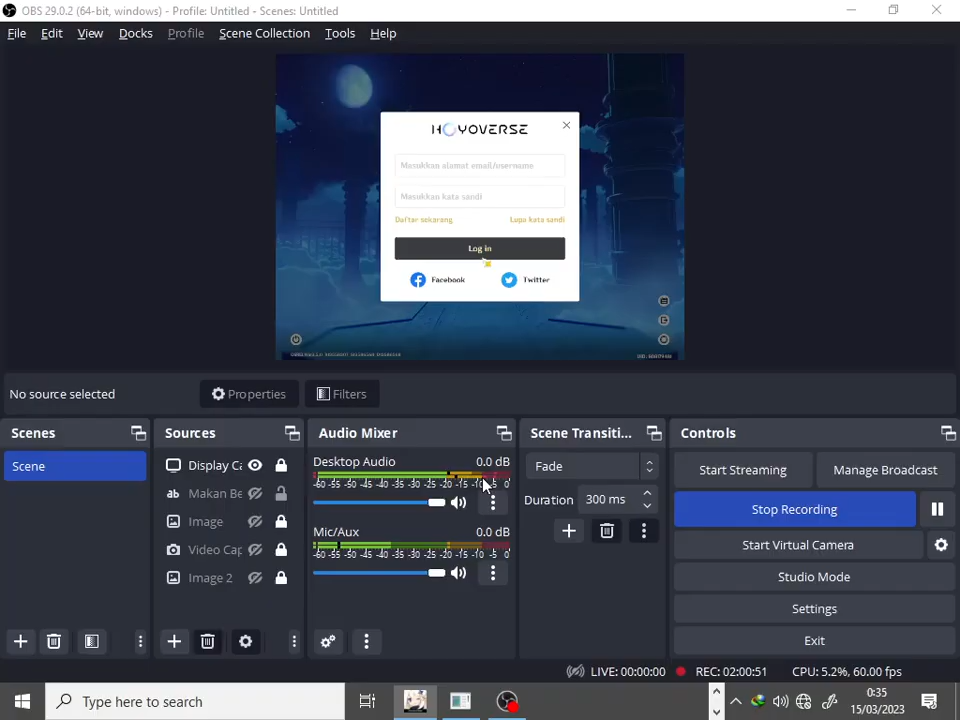 OBS 29.0.2 (64-bit, windows) - Profile: Untitled - Scenes: Untitled
File Edit View Docks Profile Scene Collection Tools Help
HOYOVERSE
Masukkan alamat email/username
Masukkan kata sandi
Daftar sekarang Lupa kata sandi
Log in
Facebook Twitter
No source selected Properties Filters
Scenes Sources Audio Mixer Scene Transiti... Controls
Scene
Display Ca
Makan Be
Image
Video Cap
Image 2
Desktop Audio 0.0 dB
-60 -55 -50 -45 -40 -35 -30 -25 -20 -15 -10 -5 0
Mic/Aux 0.0 dB
-60 -55 -50 -45 -40 -35 -30 -25 -20 -15 -10 -5 0
Fade
Duration 300 ms
Start Streaming Manage Broadcast
Stop Recording
Start Virtual Camera
Studio Mode
Settings
Exit
LIVE: 00:00:00 REC: 02:00:51 CPU: 5.2%, 60.00 fps
Type here to search
0:35
15/03/2023